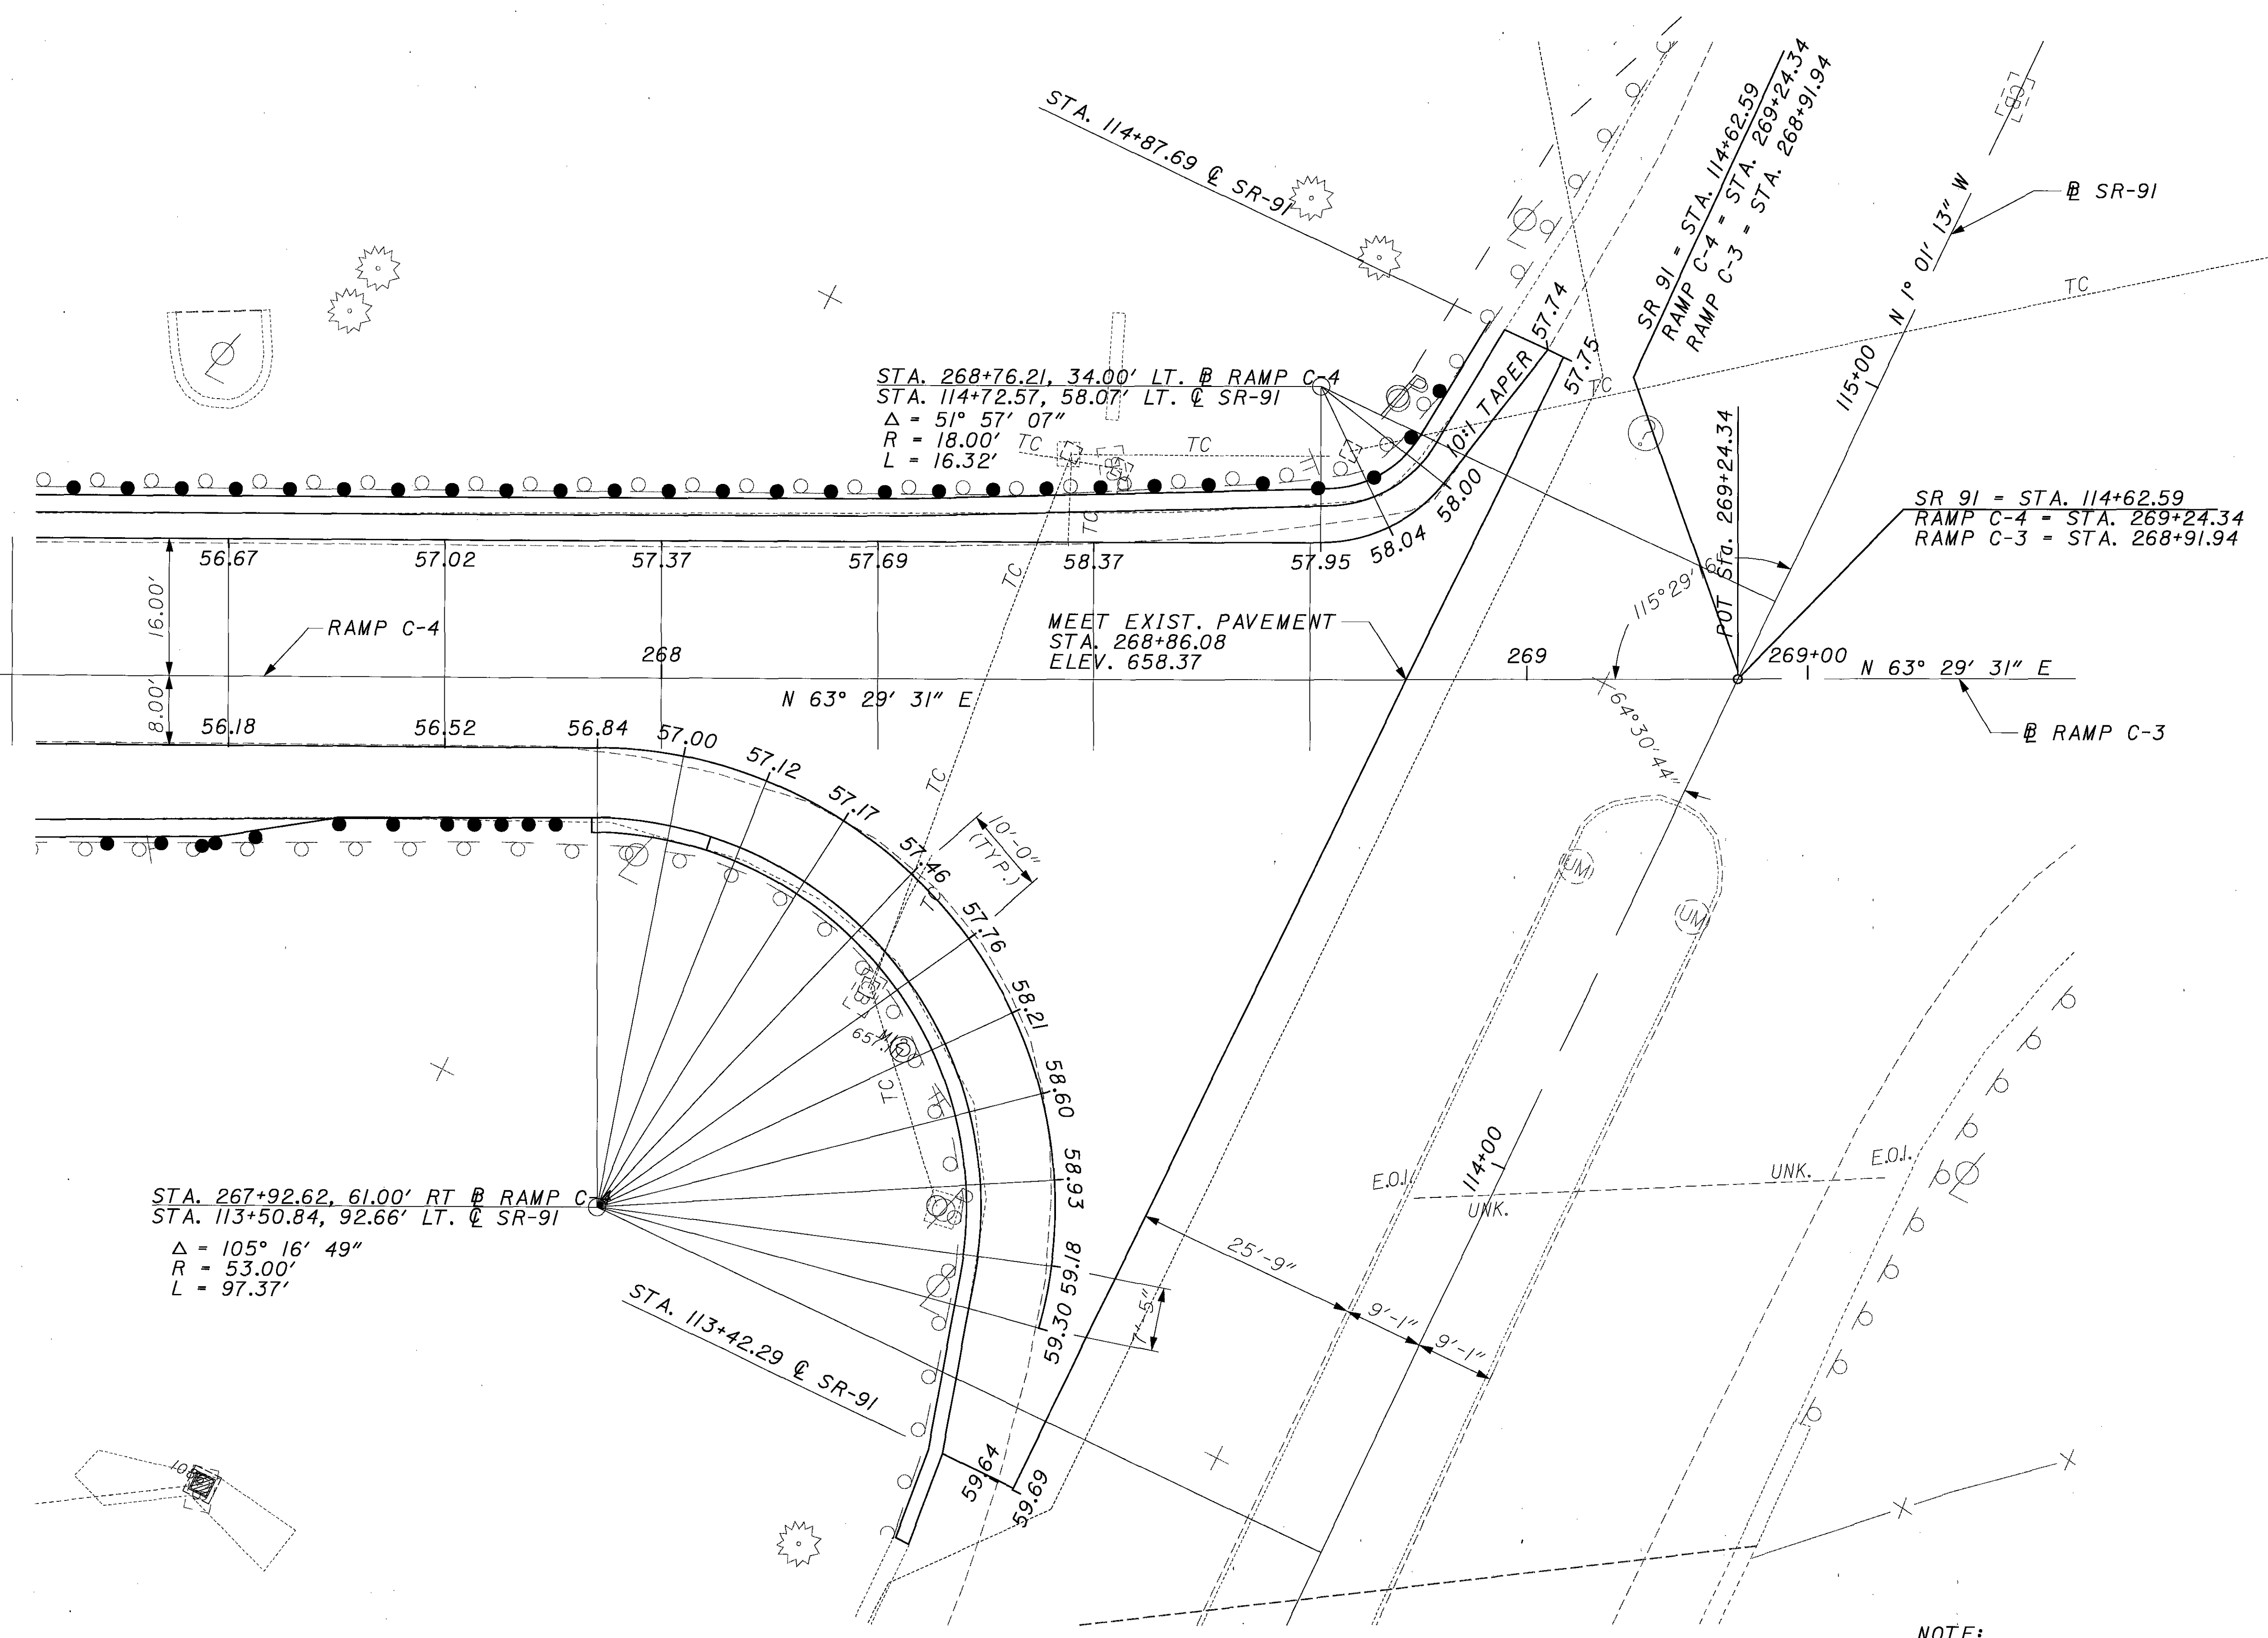 STA. 114+87.69 ℄ SR-91
SR 91 = STA. 114+62.59
RAMP C-4 = STA. 269+24.34
RAMP C-3 = STA. 268+91.94
N 1° 01' 13" W
℔ SR-91
TC
115+00
57.74
57.75
10:1 TAPER
TC
STA. 268+76.21, 34.00' LT. ℔ RAMP C-4
STA. 114+72.57, 58.07' LT. ℄ SR-91
Δ = 51° 57' 07"
R = 18.00'
L = 16.32'
TC
TC
TC
TC
58.00
58.04
POT Sta. 269+24.34
SR 91 = STA. 114+62.59
RAMP C-4 = STA. 269+24.34
RAMP C-3 = STA. 268+91.94
56.67
57.02
57.37
57.69
58.37
57.95
16.00'
RAMP C-4
MEET EXIST. PAVEMENT
STA. 268+86.08
ELEV. 658.37
268
269
269+00
N 63° 29' 31" E
N 63° 29' 31" E
℔ RAMP C-3
8.00'
64°30'44"
56.18
56.52
56.84
57.00
57.12
57.17
57.46
57.76
58.21
58.60
58.93
59.18
59.30
10'-0"
(TYP.)
TC
TC
TC
UM
UM
STA. 267+92.62, 61.00' RT ℔ RAMP
STA. 113+50.84, 92.66' LT. ℄ SR-91
Δ = 105° 16' 49"
R = 53.00'
L = 97.37'
114+00
E.O.I.
UNK.
UNK.
E.O.I.
25'-9"
9'-1"
9'-1"
7'-5"
STA. 113+42.29 ℄ SR-91
59.64
59.69
NOTE: